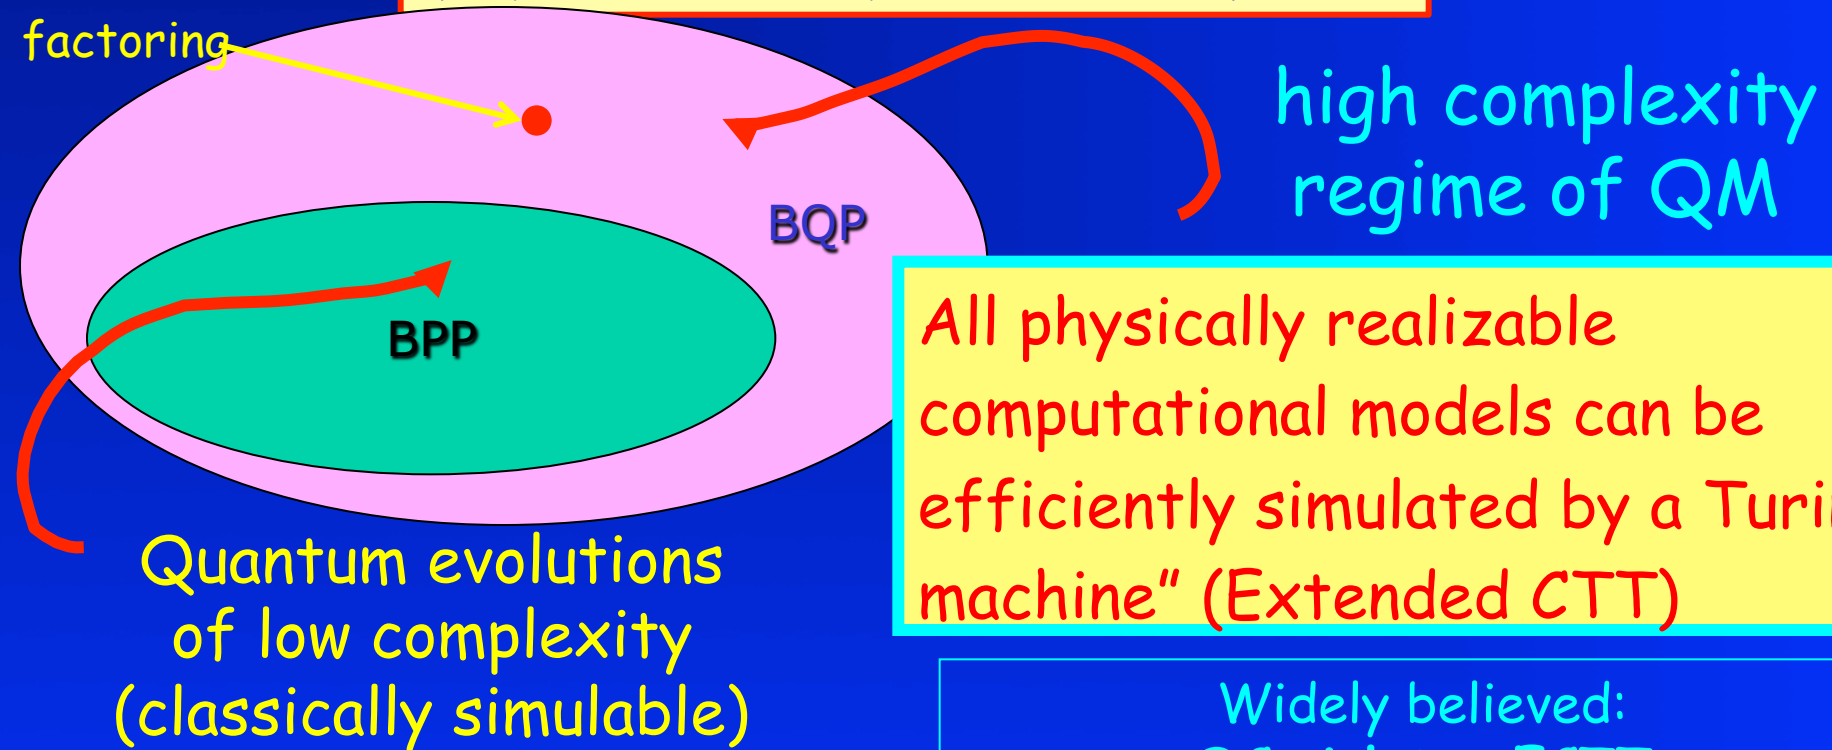 factoring
high complexity
regime of QM
BQP
BPP
All physically realizable
computational models can be
efficiently simulated by a
machine” (Extended CTT)
Quantum evolutions
of low complexity
(classically simulable)
Widely believed: